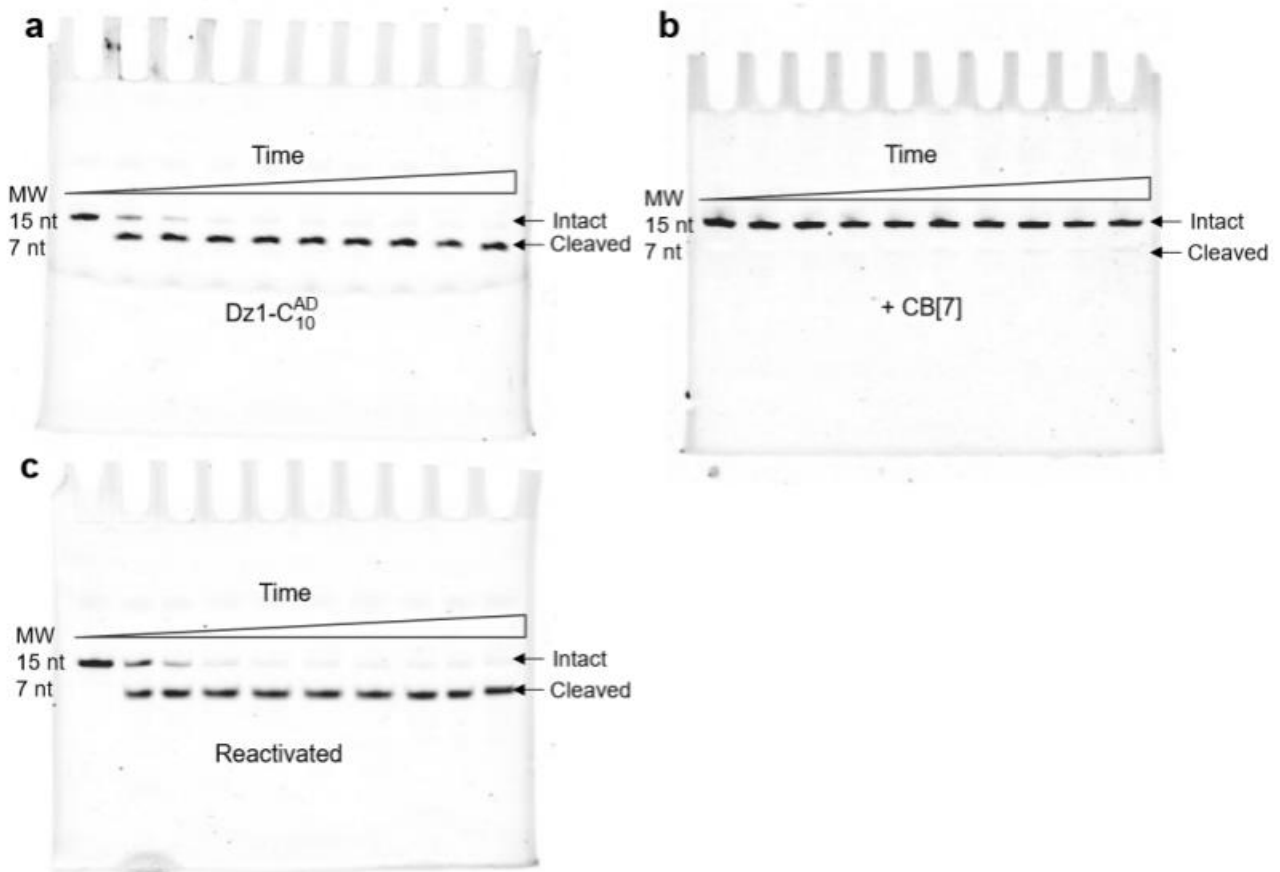 a
Time
MW
15 nt
Intact
7 nt
Cleaved
Dz1-C₁₀ᴬᴰ
b
Time
MW
15 nt
Intact
7 nt
Cleaved
+ CB[7]
c
Time
MW
15 nt
Intact
7 nt
Cleaved
Reactivated